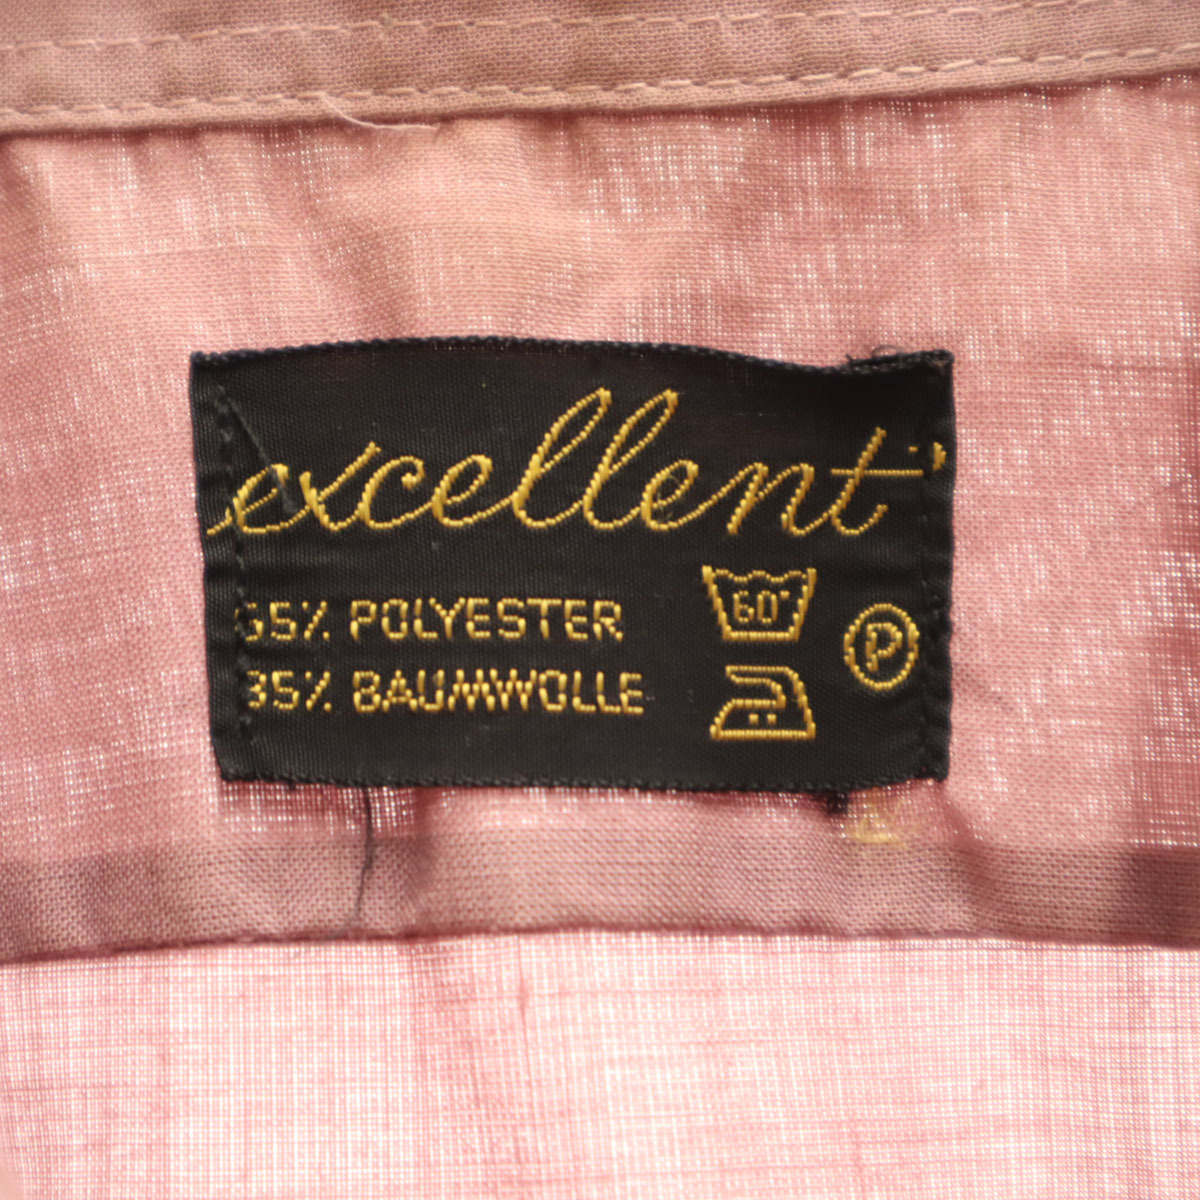 excellent
65% POLYESTER
35% BAUMWOLLE
60°
P